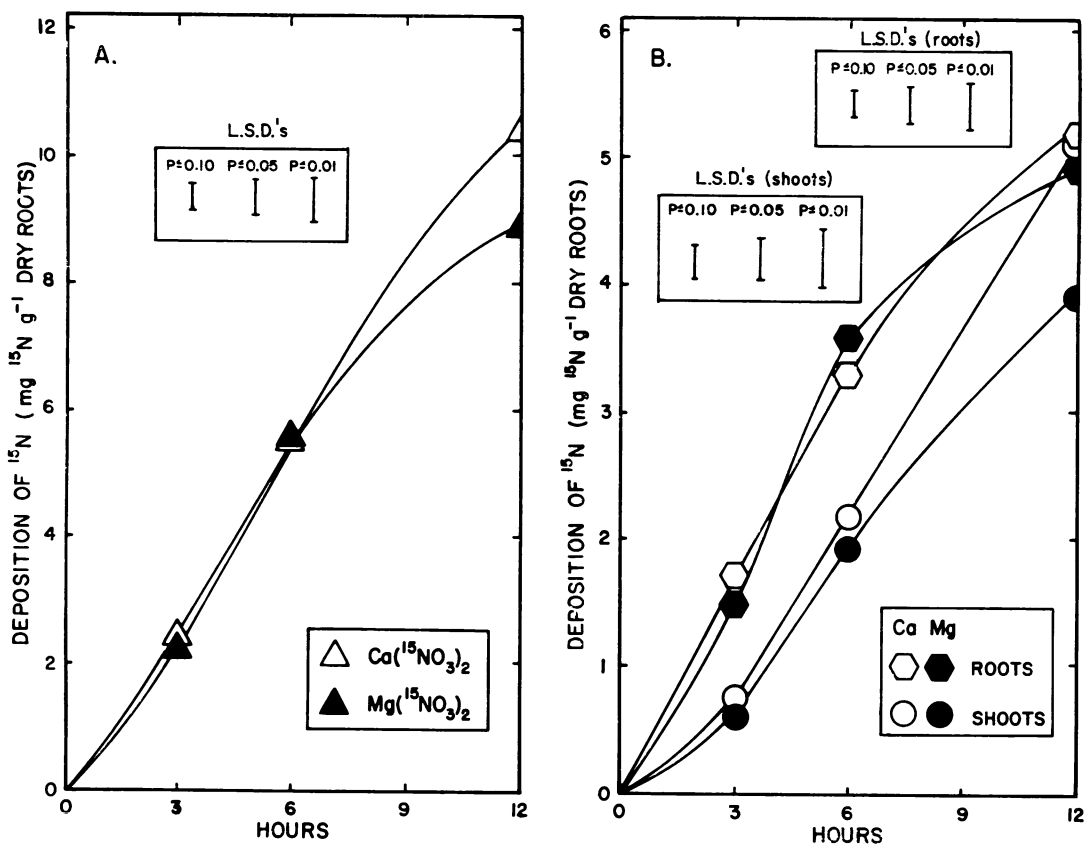 A.
DEPOSITION OF ¹⁵N (mg ¹⁵N g⁻¹ DRY ROOTS)
12
10
8
6
4
2
0
L.S.D.'s
P≤0.10 P≤0.05 P≤0.01
Ca(¹⁵NO₃)₂
Mg(¹⁵NO₃)₂
0 3 6 9 12
HOURS
B.
DEPOSITION OF ¹⁵N (mg ¹⁵N g⁻¹ DRY ROOTS)
6
5
4
3
2
1
0
L.S.D.'s (roots)
P≤0.10 P≤0.05 P≤0.01
L.S.D.'s (shoots)
P≤0.10 P≤0.05 P≤0.01
Ca Mg
ROOTS
SHOOTS
0 3 6 9 12
HOURS